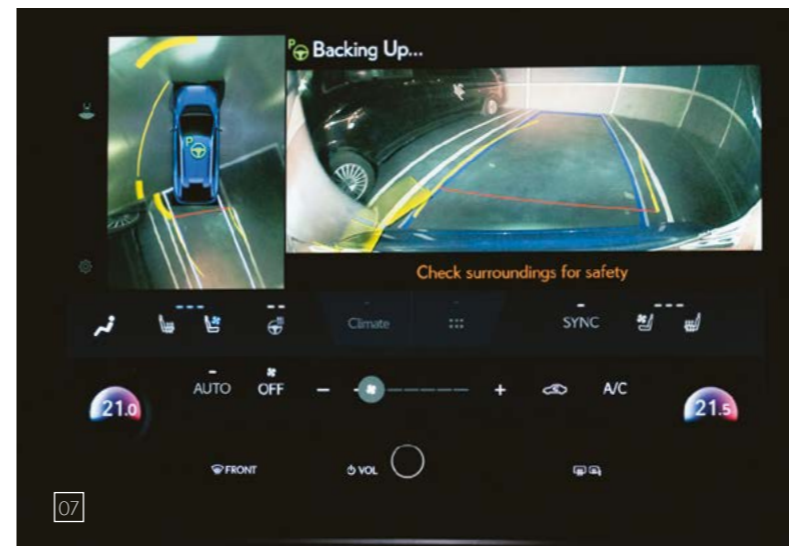 P Backing Up...
P
Check surroundings for safety
Climate
SYNC
AUTO OFF - + A/C
21.0 21.5
FRONT VOL
07